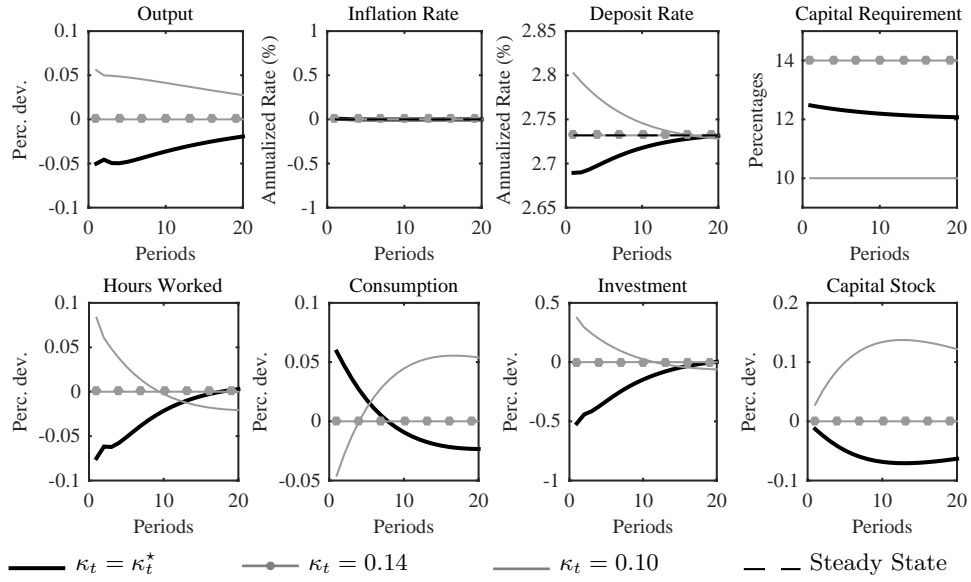 Output
Inflation Rate
Deposit Rate
Capital Requirement
Perc. dev.
0.1
0.05
0
-0.05
-0.1
0 10 20
Periods
Annualized Rate (%)
1
0.5
0
-0.5
-1
0 10 20
Periods
Annualized Rate (%)
2.85
2.8
2.75
2.7
2.65
0 10 20
Periods
Percentages
14
12
10
0 10 20
Periods
Hours Worked
Consumption
Investment
Capital Stock
Perc. dev.
0.1
0.05
0
-0.05
-0.1
0 10 20
Periods
Perc. dev.
0.1
0.05
0
0.05
0 10 20
Periods
Perc. dev.
0.5
0
-0.5
-1
0 10 20
Periods
Perc. dev.
0.2
0.1
0
-0.1
0 10 20
Periods
κ_t = κ_t^⋆
κ_t = 0.14
κ_t = 0.10
Steady State